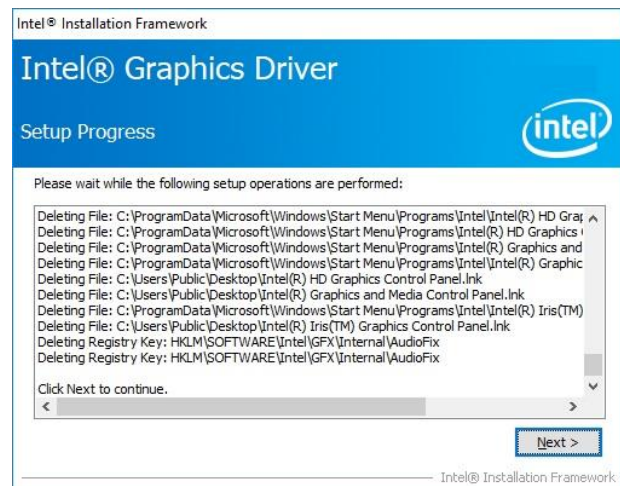 Intel® Installation Framework
Intel® Graphics Driver
Setup Progress
intel
Please wait while the following setup operations are performed:
Deleting File: C:\ProgramData\Microsoft\Windows\Start Menu\Programs\Intel\Intel(R) HD Grap
Deleting File: C:\ProgramData\Microsoft\Windows\Start Menu\Programs\Intel(R) HD Graphics
Deleting File: C:\ProgramData\Microsoft\Windows\Start Menu\Programs\Intel(R) Graphics and
Deleting File: C:\ProgramData\Microsoft\Windows\Start Menu\Programs\Intel\Intel(R) Graphic
Deleting File: C:\Users\Public\Desktop\Intel(R) HD Graphics Control Panel.lnk
Deleting File: C:\Users\Public\Desktop\Intel(R) Graphics and Media Control Panel.lnk
Deleting File: C:\ProgramData\Microsoft\Windows\Start Menu\Programs\Intel\Intel(R) Iris(TM)
Deleting File: C:\Users\Public\Desktop\Intel(R) Iris(TM) Graphics Control Panel.lnk
Deleting Registry Key: HKLM\SOFTWARE\Intel\GFX\Internal\AudioFix
Deleting Registry Key: HKLM\SOFTWARE\Intel\GFX\Internal\AudioFix
Click Next to continue.
Next >
Intel® Installation Framework